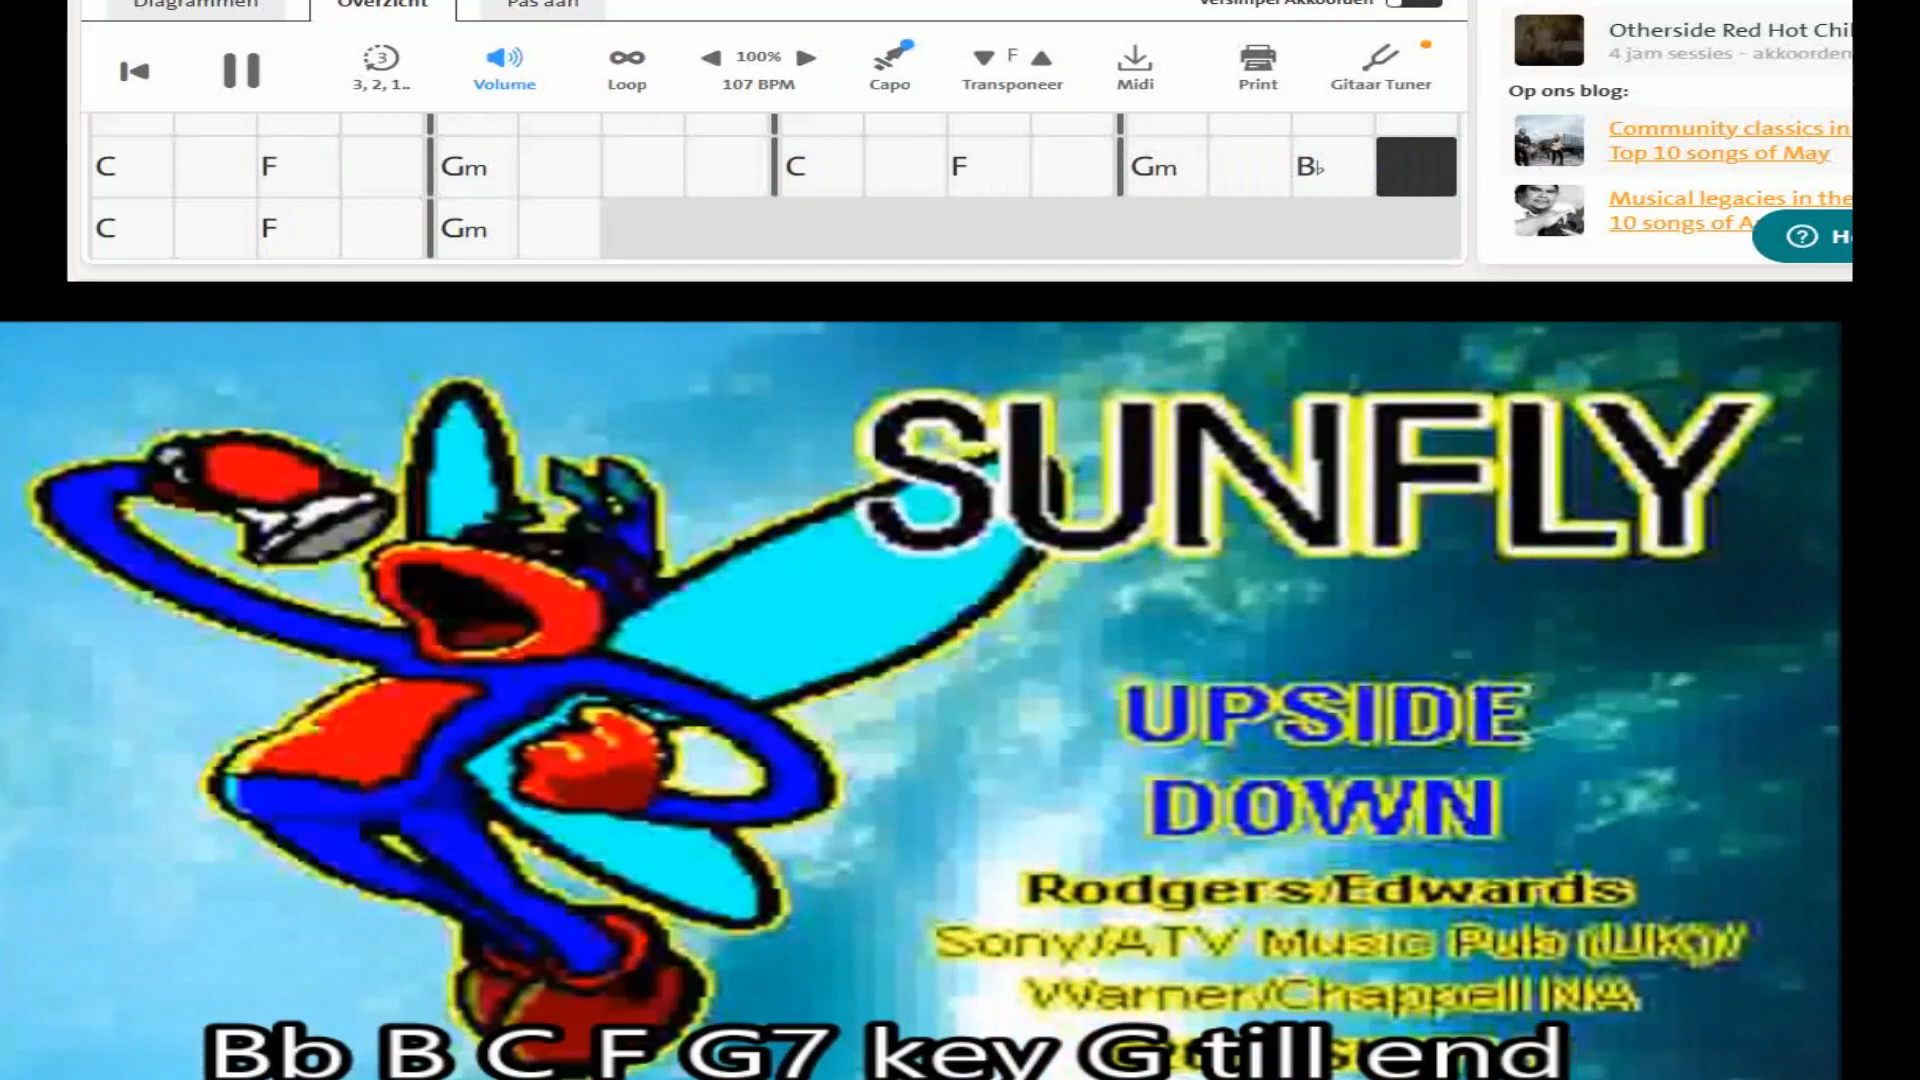 Diagrammen Overzicht Pas aan Versimpel Akkoorden
3 F 100%
3, 2, 1.. Volume Loop 107 BPM Capo Transponeer Midi Print Gitaar Tuner
C F Gm C F Gm B♭
C F Gm
Otherside Red Hot Chil
4 jam sessies - akkoorden
Op ons blog:
Community classics in
Top 10 songs of May
Musical legacies in the
10 songs of A
SUNFLY
UPSIDE
DOWN
Rodgers/Edwards
Sony/ATV Music Pub (UK)/
Warner/Chappell NA
Bb B C F G7 key G till end